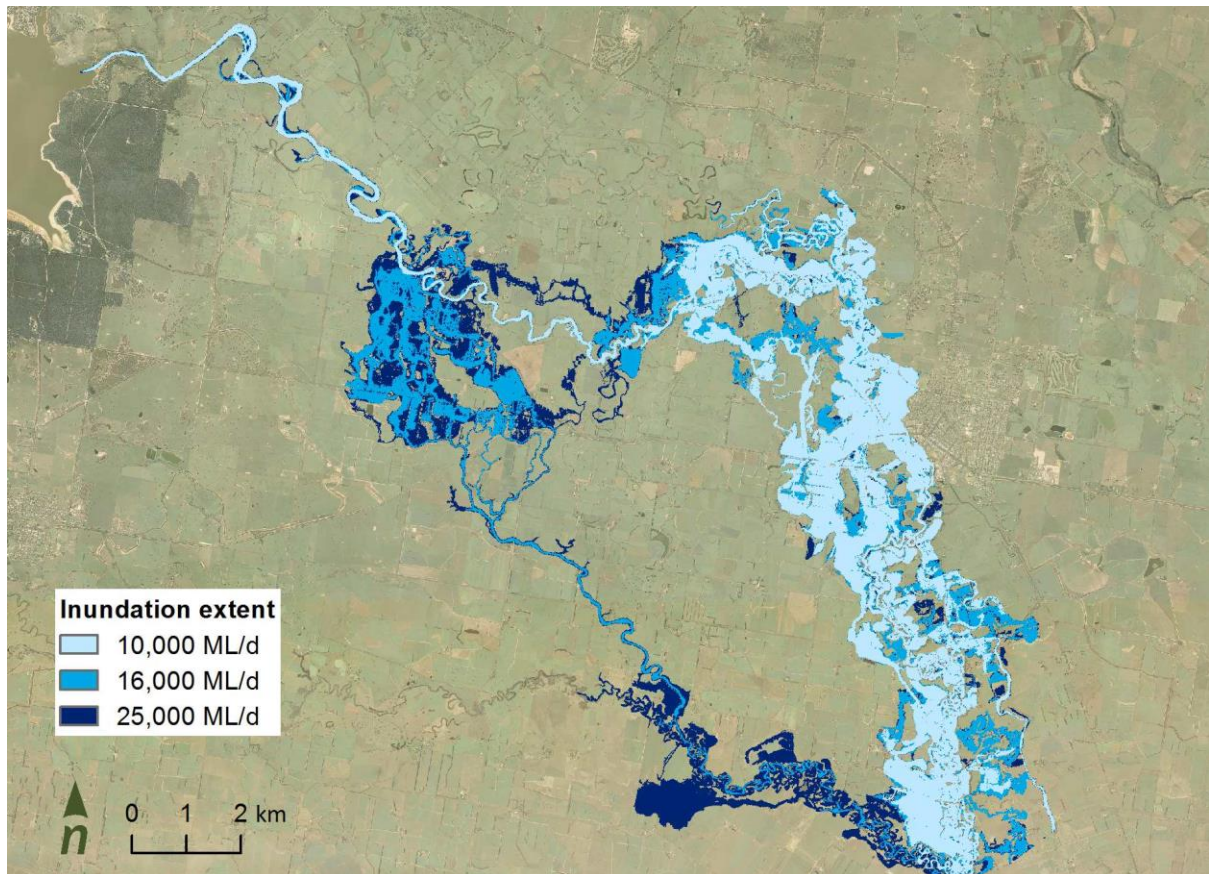 Inundation extent
10,000 ML/d
16,000 ML/d
25,000 ML/d
0 1 2 km
n